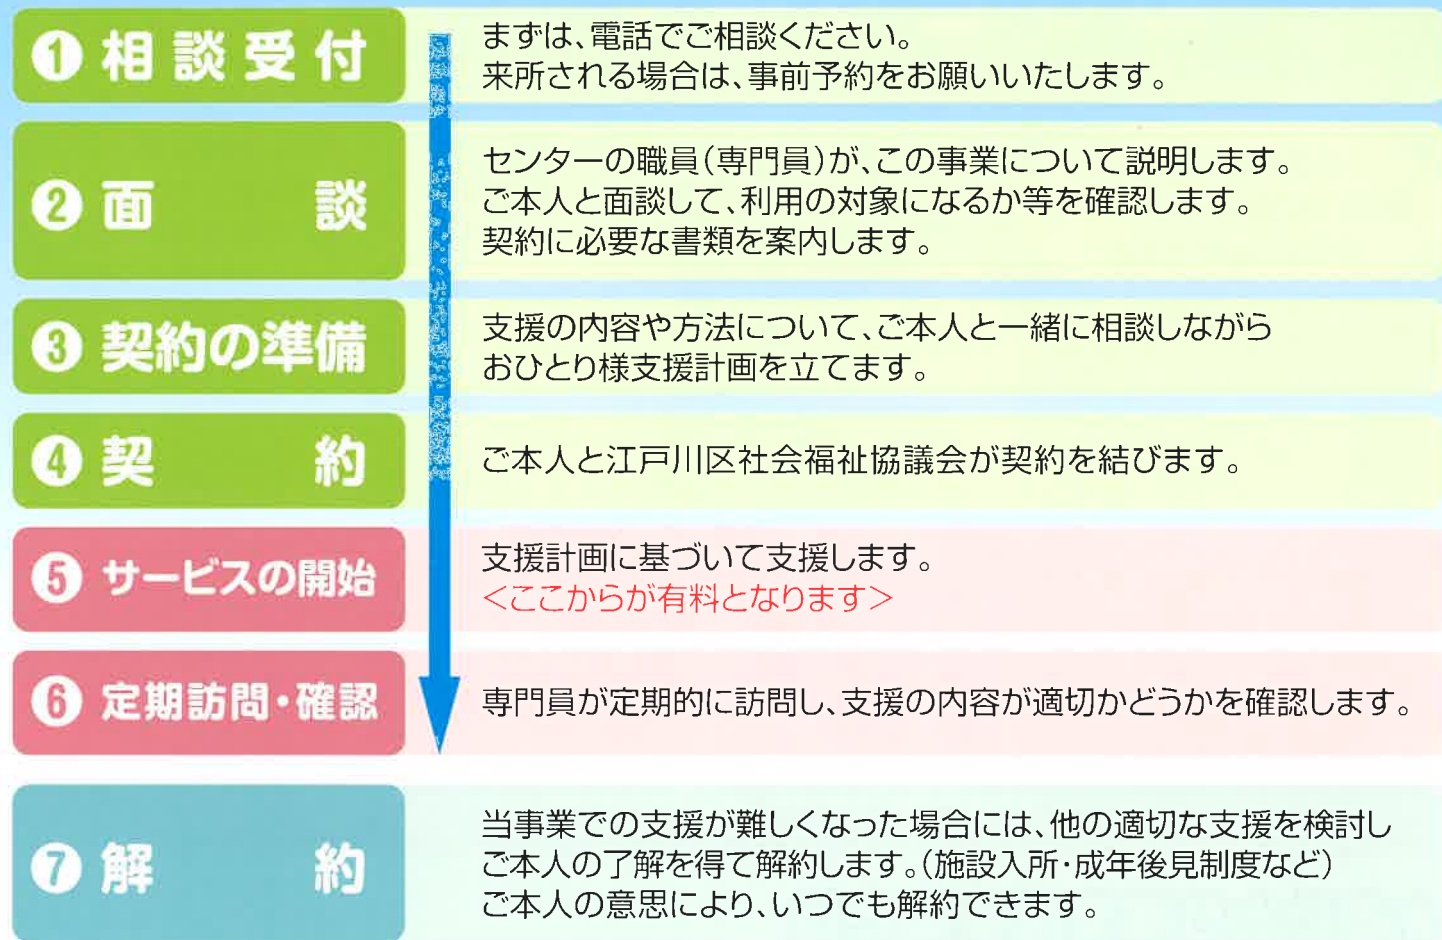 ❶ 相談受付
まずは、電話でご相談ください。
来所される場合は、事前予約をお願いいたします。
❷ 面談
センターの職員(専門員)が、この事業について説明します。
ご本人と面談して、利用の対象になるか等を確認します。
契約に必要な書類を案内します。
❸ 契約の準備
支援の内容や方法について、ご本人と一緒に相談しながら
おひとり様支援計画を立てます。
❹ 契約
ご本人と江戸川区社会福祉協議会が契約を結びます。
❺ サービスの開始
支援計画に基づいて支援します。
<ここからが有料となります>
❻ 定期訪問・確認
専門員が定期的に訪問し、支援の内容が適切かどうかを確認します。
❼ 解約
当事業での支援が難しくなった場合には、他の適切な支援を検討し
ご本人の了解を得て解約します。(施設入所・成年後見制度など)
ご本人の意思により、いつでも解約できます。